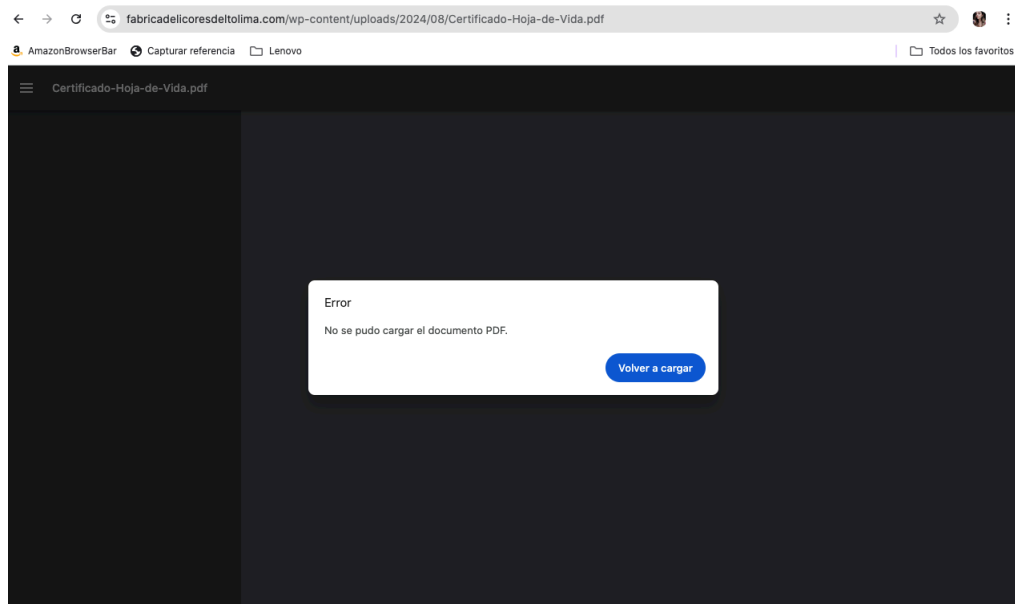 fabricadelicoresdeltolima.com/wp-content/uploads/2024/08/Certificado-Hoja-de-Vida.pdf
a AmazonBrowserBar Capturar referencia Lenovo Todos los favoritos
Certificado-Hoja-de-Vida.pdf
Error
No se pudo cargar el documento PDF.
Volver a cargar